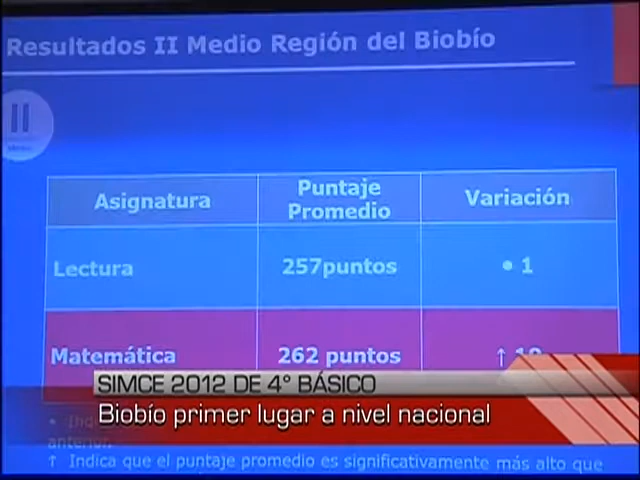 Resultados II Medio Región del Biobío
II
Asignatura
Puntaje Promedio
Variación
Lectura
257puntos
• 1
Matemática
262 puntos
↑
SIMCE 2012 DE 4° BÁSICO
Biobío primer lugar a nivel nacional
•
anterior.
↑ Indica que el puntaje promedio es significativamente más alto que